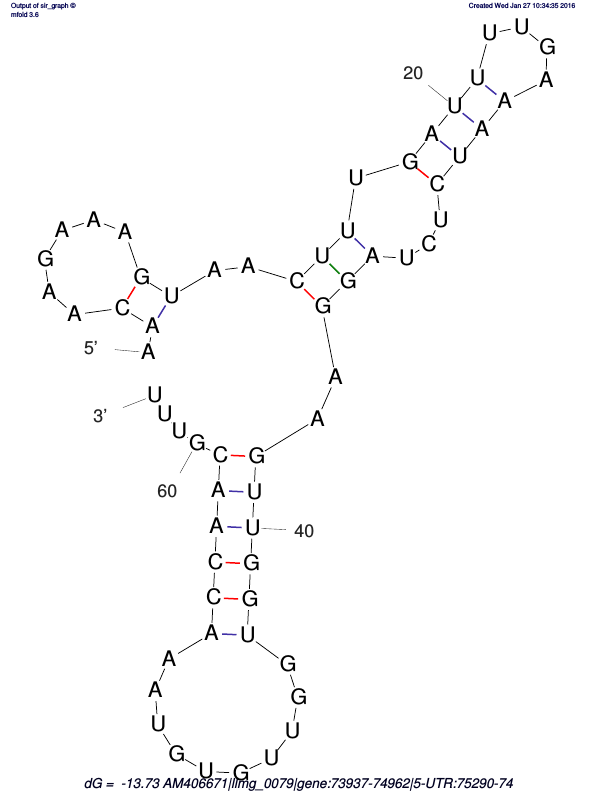 Output of sir_graph ©
mfold 3.6
Created Wed Jan 27 10:34:35 2016
5'
A A C A A G A A A G U A A C U U U G A U
20
U U U G A A A U C U C U A G G A A G U U
40
G G U G G U U G U G U A A A C C A A C G
60
U U U
3'
dG = -13.73 AM406671|llmg_0079|gene:73937-74962|5-UTR:75290-74